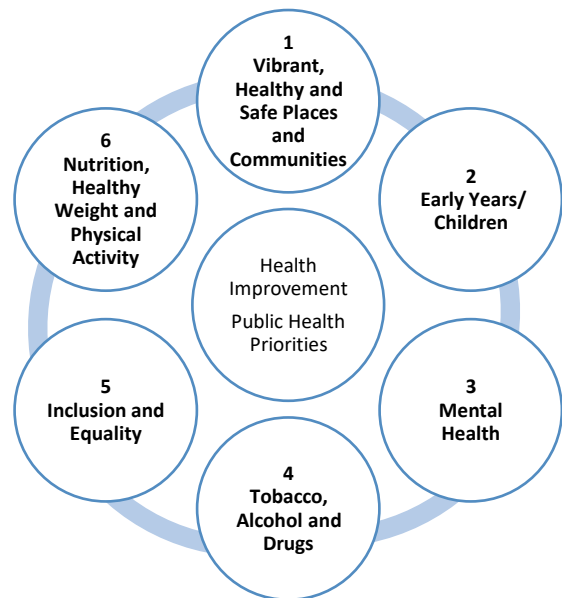 1
Vibrant,
Healthy and
Safe Places
and
Communities
2
Early Years/
Children
3
Mental
Health
4
Tobacco,
Alcohol and
Drugs
5
Inclusion and
Equality
6
Nutrition,
Healthy
Weight and
Physical
Activity
Health
Improvement
Public Health
Priorities